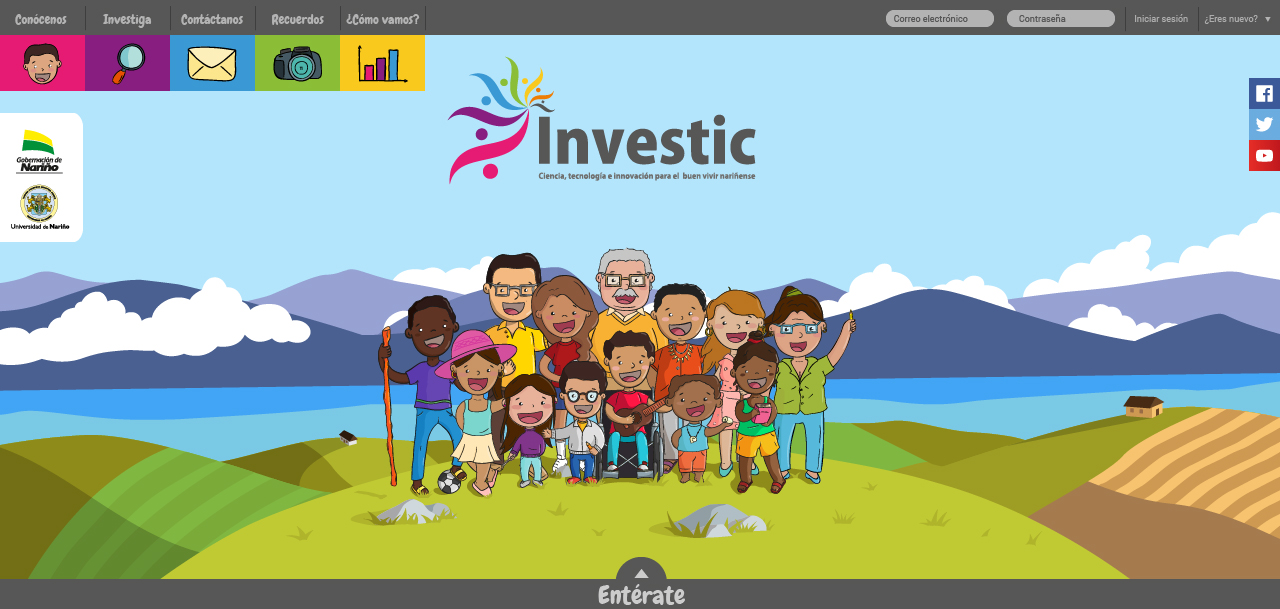 Conócenos
Investiga
Contáctanos
Recuerdos
¿Cómo vamos?
Correo electrónico
Contraseña
Iniciar sesión
¿Eres nuevo?
Gobernación de
Nariño
Universidad de Nariño
Investic
Ciencia, tecnología e innovación para el buen vivir nariñense
Entérate